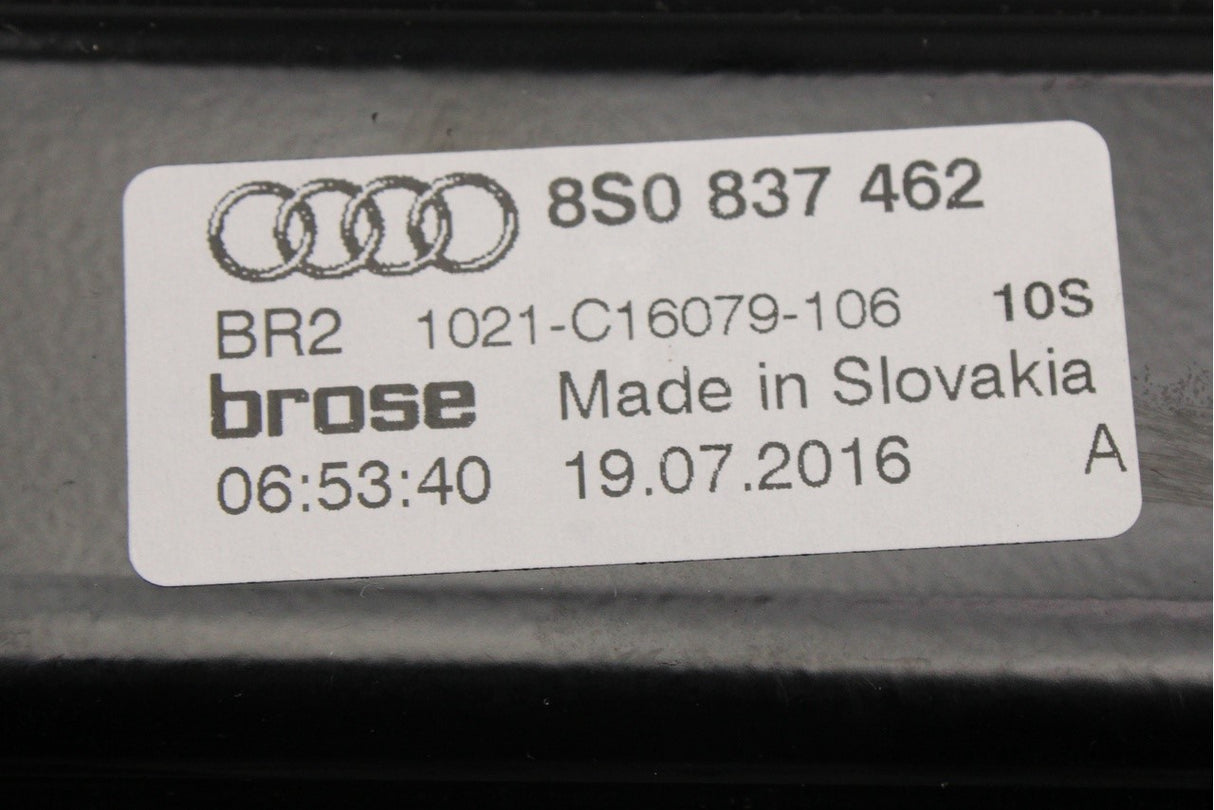 8S0 837 462
BR2 1021-C16079-106 10S
brose Made in Slovakia
06:53:40 19.07.2016 A